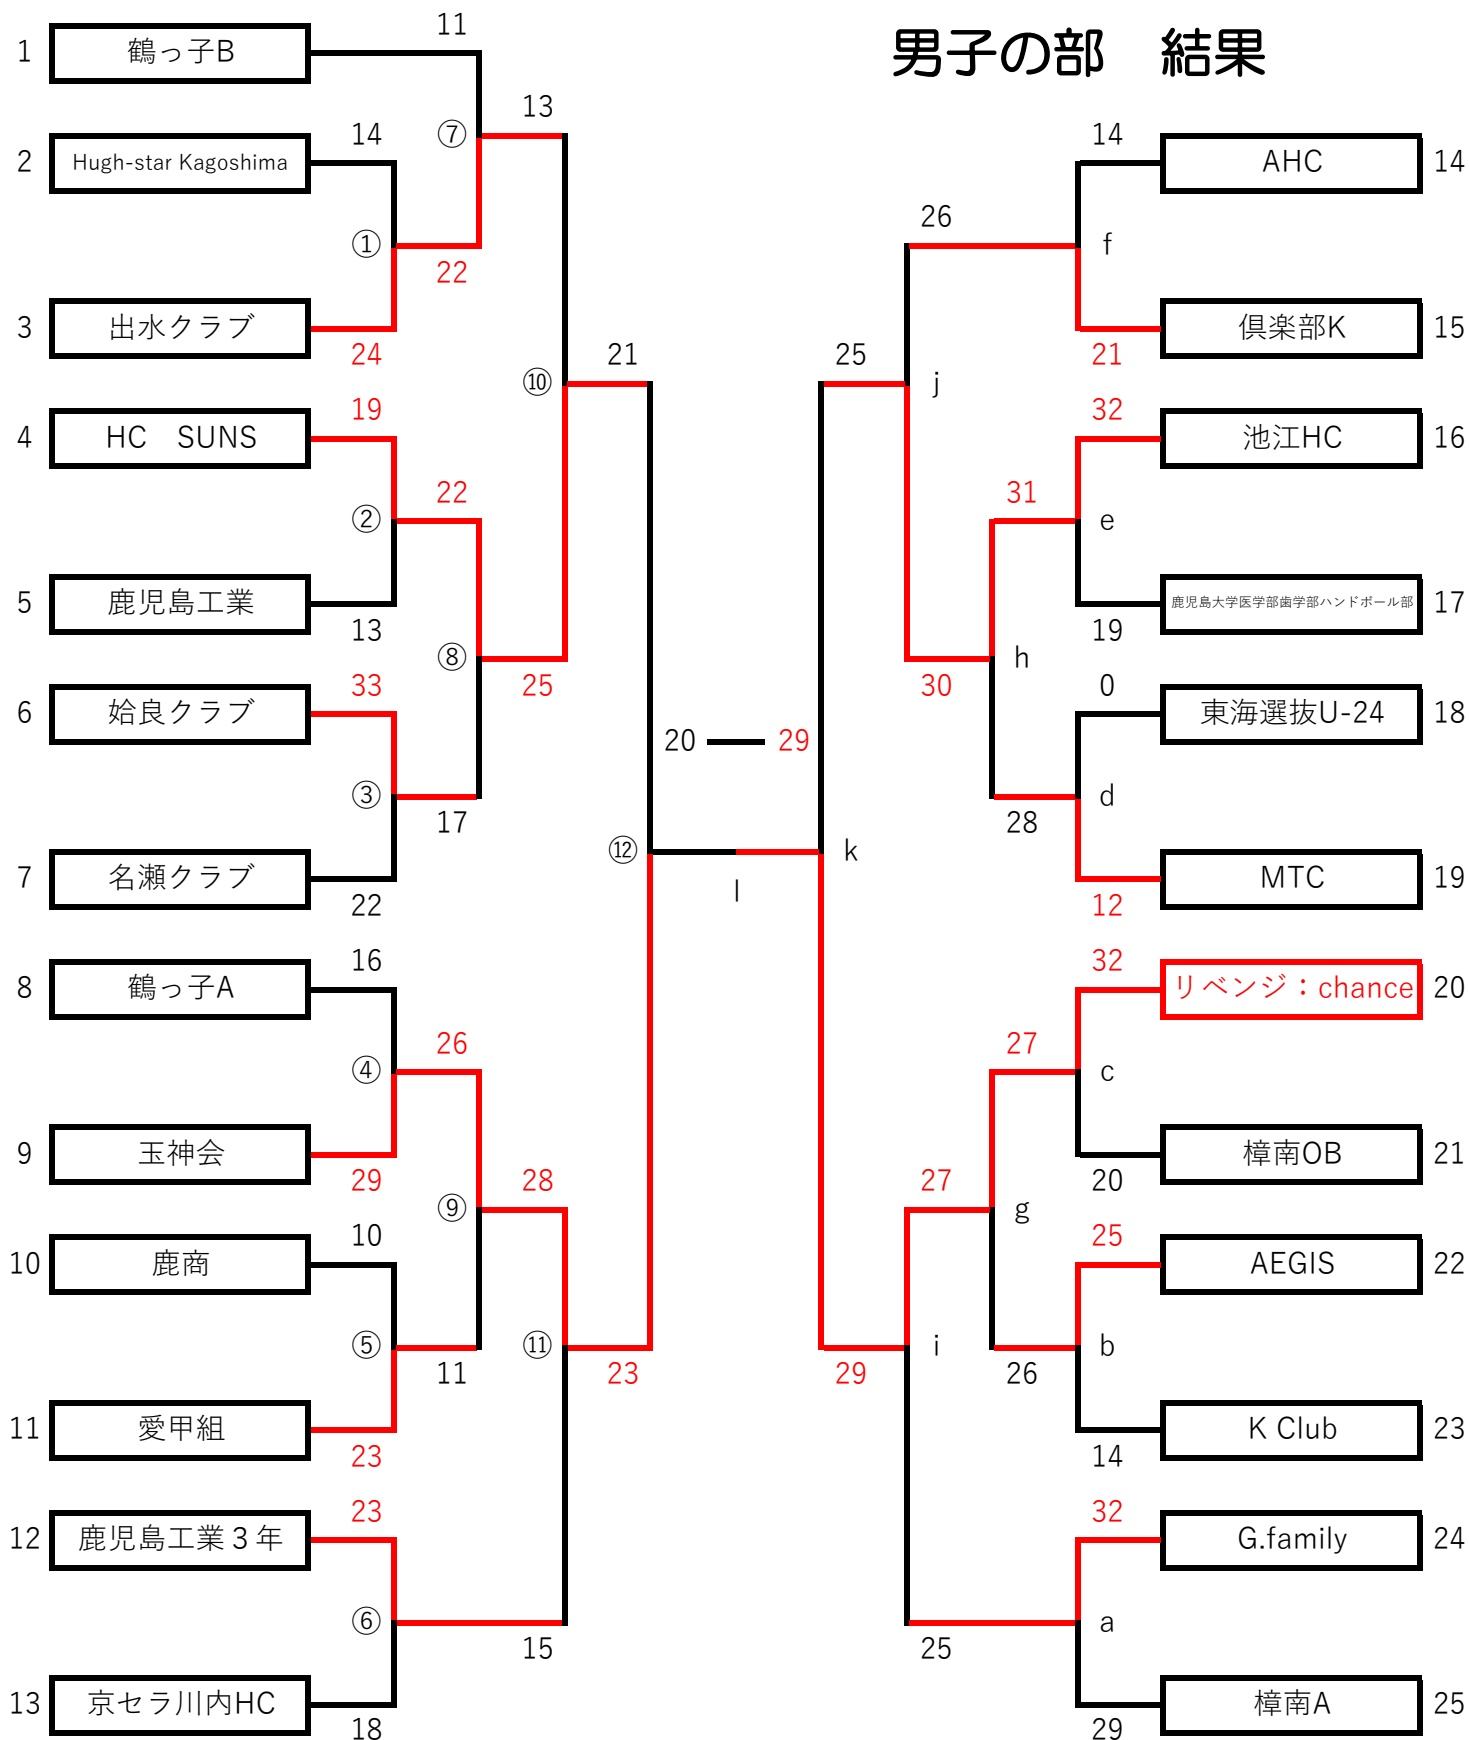 男子の部　結果
1 鶴っ子B 11
13
2 Hugh-star Kagoshima 14 ⑦
① 22
3 出水クラブ 24
21
⑩
4 HC　SUNS 19
22
②
5 鹿児島工業 13
⑧
25
6 姶良クラブ 33
③ 17
7 名瀬クラブ 22
⑫
8 鶴っ子A 16
26
④
9 玉神会 29
28
⑨
10 鹿商 10
⑤ 11
⑪
23
11 愛甲組 23
12 鹿児島工業３年 23
⑥
15
13 京セラ川内HC 18
20 29
l
14 AHC 14
26
f
21 倶楽部K 15
25
j
32 池江HC 16
31
e
19 鹿児島大学医学部歯学部ハンドボール部 17
h
30
0 東海選抜U-24 18
28 d
12 MTC 19
k
32 リベンジ：chance 20
27
c
20 樟南OB 21
27
g
25 AEGIS 22
26 b
i
29
14 K Club 23
32 G.family 24
a
25
29 樟南A 25